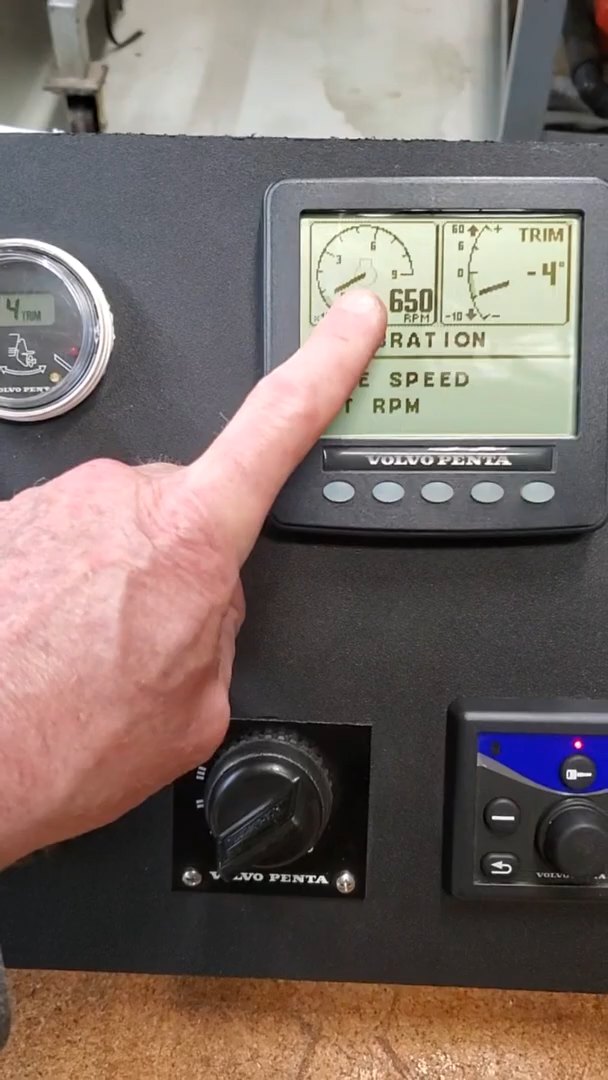 4 TRIM
VOLVO PENTA
3
6
9
650
RPM
60 +
6
0
-10 -
TRIM
-4°
BRATION
E SPEED
T RPM
VOLVO PENTA
VOLVO PENTA